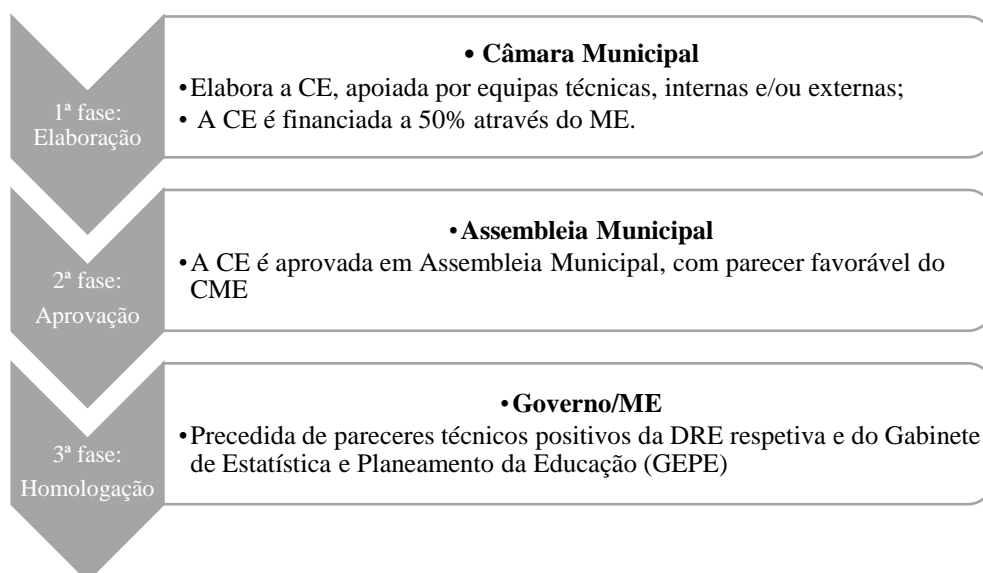 1ª fase:
Elaboração
• Câmara Municipal
•Elabora a CE, apoiada por equipas técnicas, internas e/ou externas;
• A CE é financiada a 50% através do ME.
2ª fase:
Aprovação
•Assembleia Municipal
•A CE é aprovada em Assembleia Municipal, com parecer favorável do
CME
3ª fase:
Homologação
•Governo/ME
•Precedida de pareceres técnicos positivos da DRE respetiva e do Gabinete
de Estatística e Planeamento da Educação (GEPE)